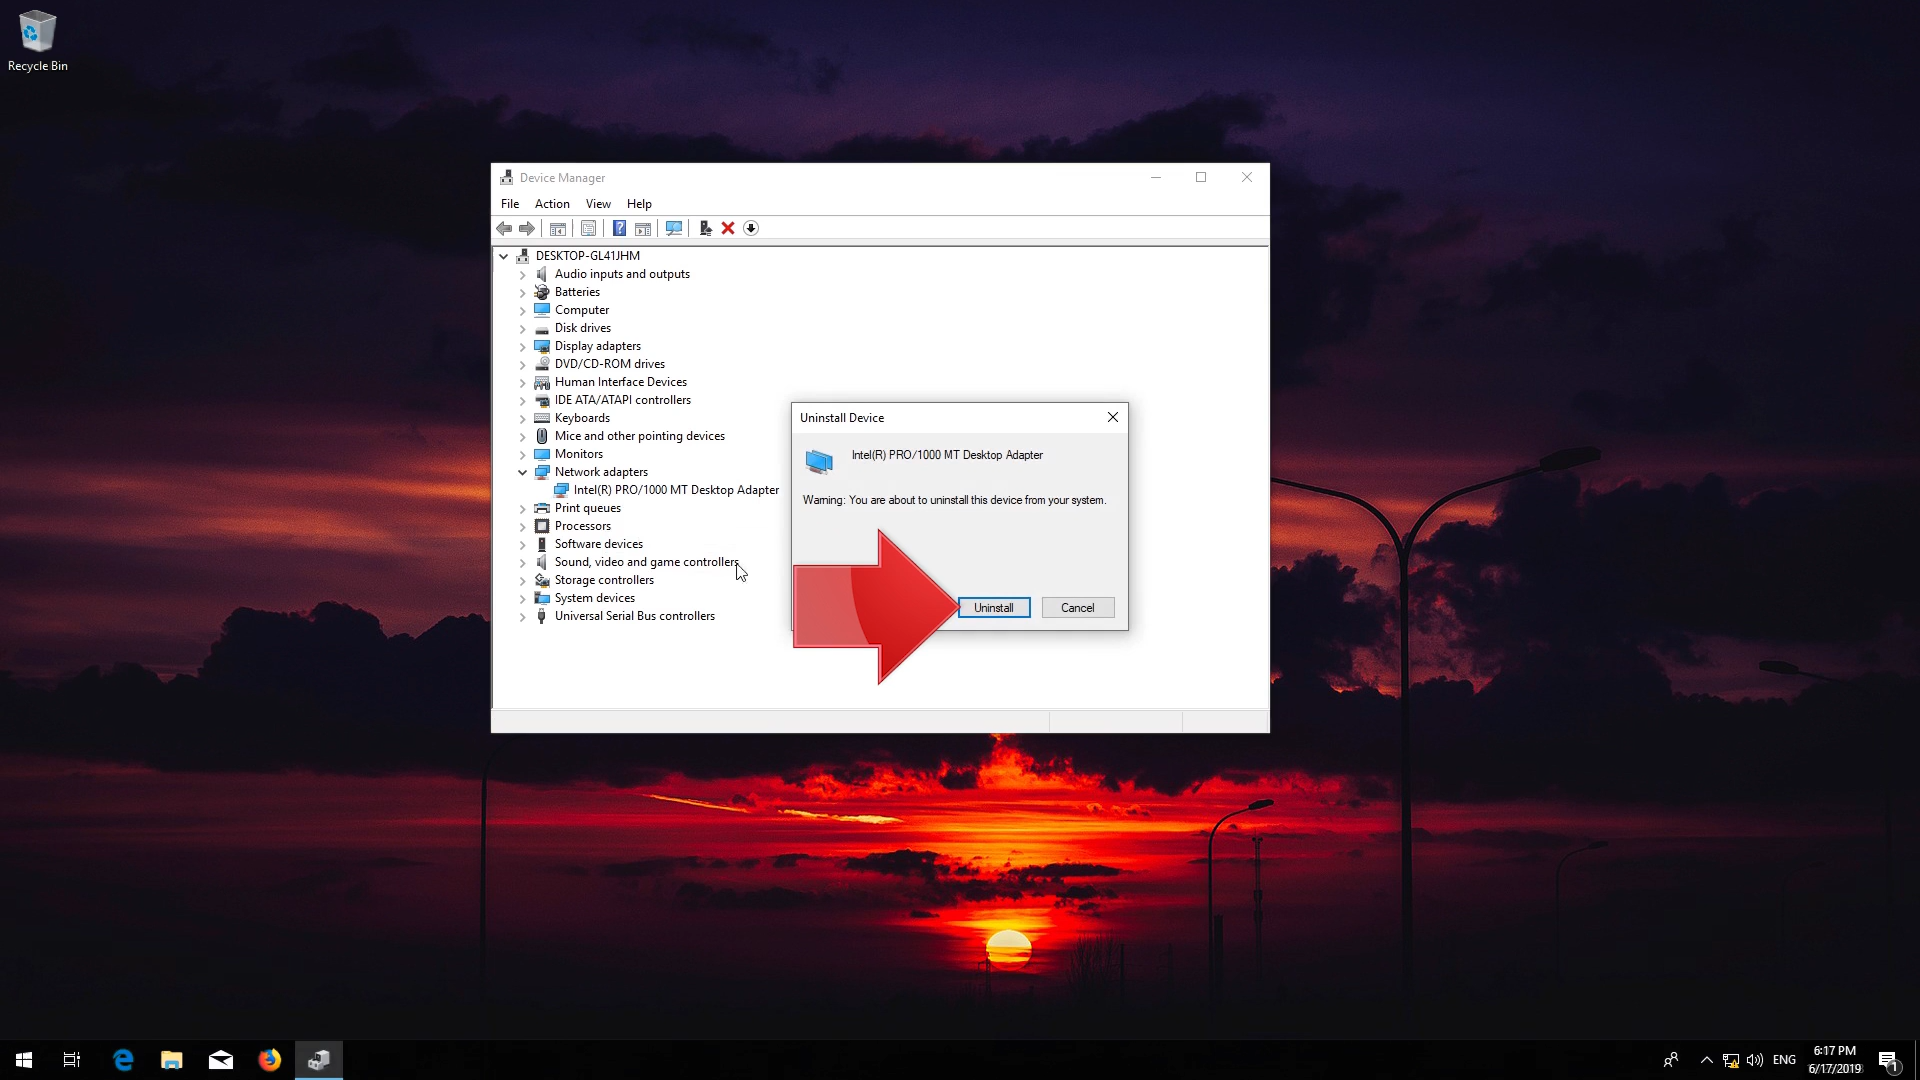 Recycle Bin
Device Manager
File Action View Help
DESKTOP-GL41JHM
Audio inputs and outputs
Batteries
Computer
Disk drives
Display adapters
DVD/CD-ROM drives
Human Interface Devices
IDE ATA/ATAPI controllers
Keyboards
Mice and other pointing devices
Monitors
Network adapters
Intel(R) PRO/1000 MT Desktop Adapter
Print queues
Processors
Software devices
Sound, video and game controllers
Storage controllers
System devices
Universal Serial Bus controllers
Uninstall Device
Intel(R) PRO/1000 MT Desktop Adapter
Warning: You are about to uninstall this device from your system.
Uninstall Cancel
ENG
6:17 PM
6/17/2019
1